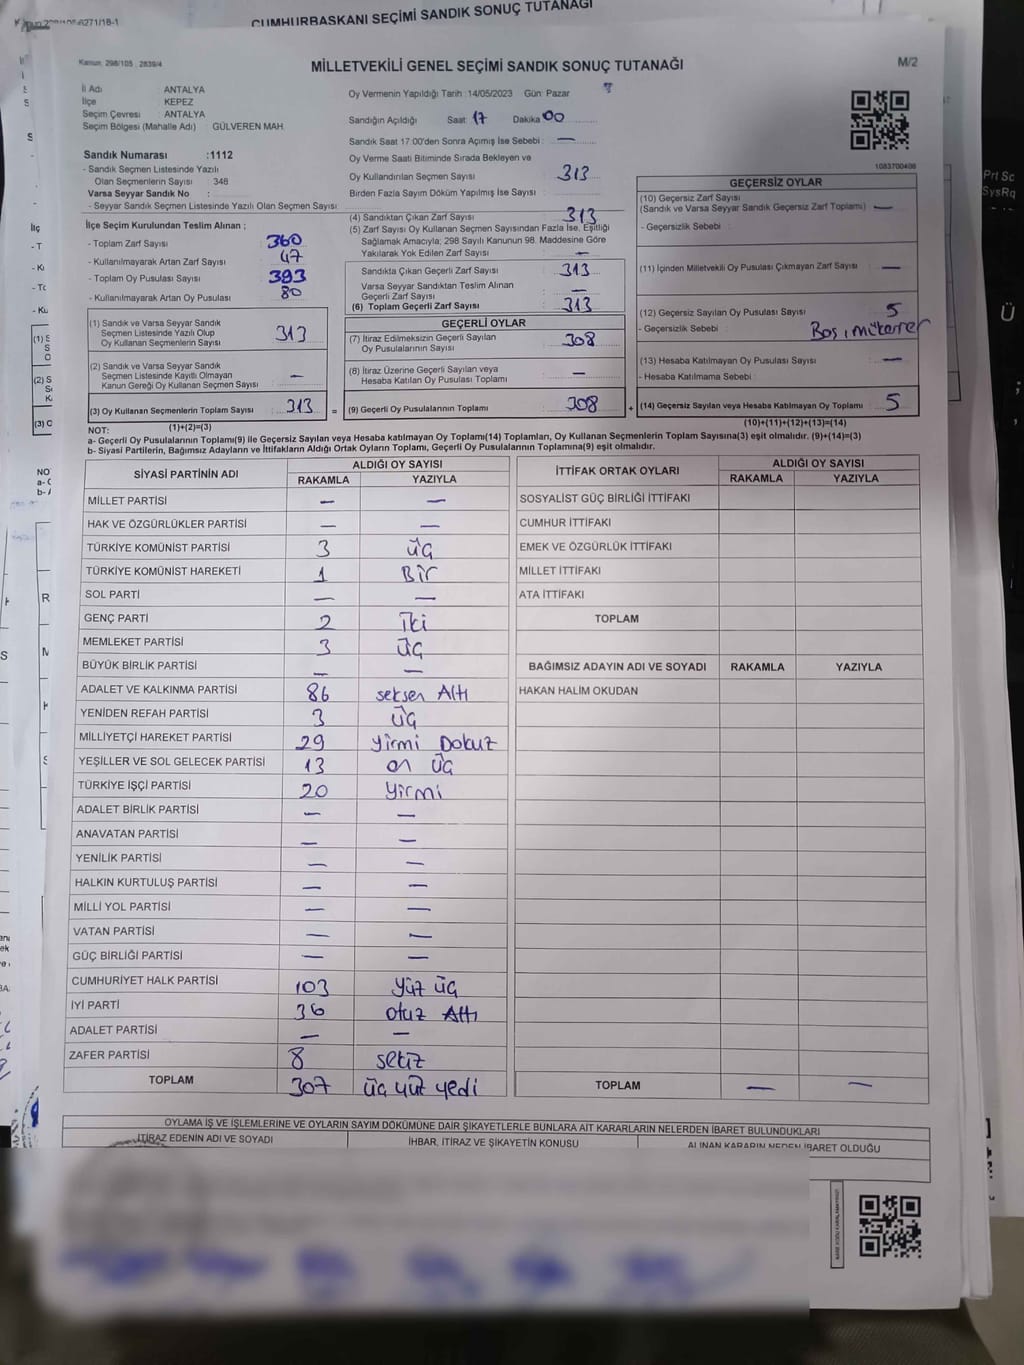 CUMHURBAŞKANI SEÇİMİ SANDIK SONUÇ TUTANAĞI
Kanun: 298/105 , 2839/4
MİLLETVEKİLİ GENEL SEÇİMİ SANDIK SONUÇ TUTANAĞI
M/2
İl Adı ANTALYA
İlçe KEPEZ
Seçim Çevresi ANTALYA
Seçim Bölgesi (Mahalle Adı) : GÜLVEREN MAH
Sandık Numarası :1112
- Sandık Seçmen Listesinde Yazılı
Olan Seçmenlerin Sayısı : 348
Varsa Seyyar Sandık No :
- Seyyar Sandık Seçmen Listesinde Yazılı Olan Seçmen Sayısı
Oy Vermenin Yapıldığı Tarih :14/05/2023 Gün: Pazar
Sandığın Açıldığı Saat: 17 Dakika 00
Sandık Saat 17:00'den Sonra Açımış İse Sebebi : —
Oy Verme Saati Bitiminde Sırada Bekleyen ve
Oy Kullandırılan Seçmen Sayısı 313
Birden Fazla Sayım Döküm Yapılmış İse Sayısı :
1083700406
İlçe Seçim Kurulundan Teslim Alınan ;
- Toplam Zarf Sayısı : 360
- Kullanılmayarak Artan Zarf Sayısı : 47
- Toplam Oy Pusulası Sayısı : 393
- Kullanılmayarak Artan Oy Pusulası : 80
(1) Sandık ve Varsa Seyyar Sandık
Seçmen Listesinde Yazılı Olup
Oy Kullanan Seçmenlerin Sayısı : 313
(2) Sandık ve Varsa Seyyar Sandık
Seçmen Listesinde Kayıtlı Olmayan
Kanun Gereği Oy Kullanan Seçmen Sayısı : —
(3) Oy Kullanan Seçmenlerin Toplam Sayısı : 313
(1)+(2)=(3)
=
(4) Sandıktan Çıkan Zarf Sayısı 313
(5) Zarf Sayısı Oy Kullanan Seçmen Sayısından Fazla İse, Eşitliği
Sağlamak Amacıyla; 298 Sayılı Kanunun 98. Maddesine Göre
Yakılarak Yok Edilen Zarf Sayısı —
Sandıkta Çıkan Geçerli Zarf Sayısı : 313
Varsa Seyyar Sandıktan Teslim Alınan
Geçerli Zarf Sayısı —
(6) Toplam Geçerli Zarf Sayısı : 313
GEÇERLİ OYLAR
(7) İtiraz Edilmeksizin Geçerli Sayılan
Oy Pusulalarının Sayısı 308
(8) İtiraz Üzerine Geçerli Sayılan veya
Hesaba Katılan Oy Pusulası Toplamı —
(9) Geçerli Oy Pusulalarının Toplamı : 308
+
GEÇERSİZ OYLAR
(10) Geçersiz Zarf Sayısı
(Sandık ve Varsa Seyyar Sandık Geçersiz Zarf Toplamı) —
- Geçersizlik Sebebi :
(11) İçinden Milletvekili Oy Pusulası Çıkmayan Zarf Sayısı —
(12) Geçersiz Sayılan Oy Pusulası Sayısı 5
- Geçersizlik Sebebi : Boş, mükerrer
(13) Hesaba Katılmayan Oy Pusulası Sayısı —
- Hesaba Katılmama Sebebi
(14) Geçersiz Sayılan veya Hesaba Katılmayan Oy Toplamı 5
(10)+(11)+(12)+(13)=(14)
NOT:
a- Geçerli Oy Pusulalarının Toplamı(9) ile Geçersiz Sayılan veya Hesaba katılmayan Oy Toplamı(14) Toplamları, Oy Kullanan Seçmenlerin Toplam Sayısına(3) eşit olmalıdır. (9)+(14)=(3)
b- Siyasi Partilerin, Bağımsız Adayların ve İttifakların Aldığı Ortak Oyların Toplamı, Geçerli Oy Pusulalarının Toplamına(9) eşit olmalıdır.
SİYASİ PARTİNİN ADI ALDIĞI OY SAYISI
RAKAMLA YAZIYLA
MİLLET PARTİSİ — —
HAK VE ÖZGÜRLÜKLER PARTİSİ — —
TÜRKİYE KOMÜNİST PARTİSİ 3 üç
TÜRKİYE KOMÜNİST HAREKETİ 1 Bir
SOL PARTİ — —
GENÇ PARTİ 2 iki
MEMLEKET PARTİSİ 3 üç
BÜYÜK BİRLİK PARTİSİ — —
ADALET VE KALKINMA PARTİSİ 86 seksen Altı
YENİDEN REFAH PARTİSİ 3 üç
MİLLİYETÇİ HAREKET PARTİSİ 29 yirmi Dokuz
YEŞİLLER VE SOL GELECEK PARTİSİ 13 on üç
TÜRKİYE İŞÇİ PARTİSİ 20 yirmi
ADALET BİRLİK PARTİSİ — —
ANAVATAN PARTİSİ — —
YENİLİK PARTİSİ — —
HALKIN KURTULUŞ PARTİSİ — —
MİLLİ YOL PARTİSİ — —
VATAN PARTİSİ — —
GÜÇ BİRLİĞİ PARTİSİ — —
CUMHURİYET HALK PARTİSİ 103 yüz üç
İYİ PARTİ 36 otuz Altı
ADALET PARTİSİ — —
ZAFER PARTİSİ 8 sekiz
TOPLAM 307 üç yüz yedi
İTTİFAK ORTAK OYLARI ALDIĞI OY SAYISI
RAKAMLA YAZIYLA
SOSYALİST GÜÇ BİRLİĞİ İTTİFAKI
CUMHUR İTTİFAKI
EMEK VE ÖZGÜRLÜK İTTİFAKI
MİLLET İTTİFAKI
ATA İTTİFAKI
TOPLAM
BAĞIMSIZ ADAYIN ADI VE SOYADI RAKAMLA YAZIYLA
HAKAN HALİM OKUDAN
TOPLAM — —
OYLAMA İŞ VE İŞLEMLERİNE VE OYLARIN SAYIM DÖKÜMÜNE DAİR ŞİKAYETLERLE BUNLARA AİT KARARLARIN NELERDEN İBARET BULUNDUKLARI
İTİRAZ EDENİN ADI VE SOYADI İHBAR, İTİRAZ VE ŞİKAYETİN KONUSU ALINAN KARARIN NEDEN İBARET OLDUĞU
Prt Sc
SysRq
Ü